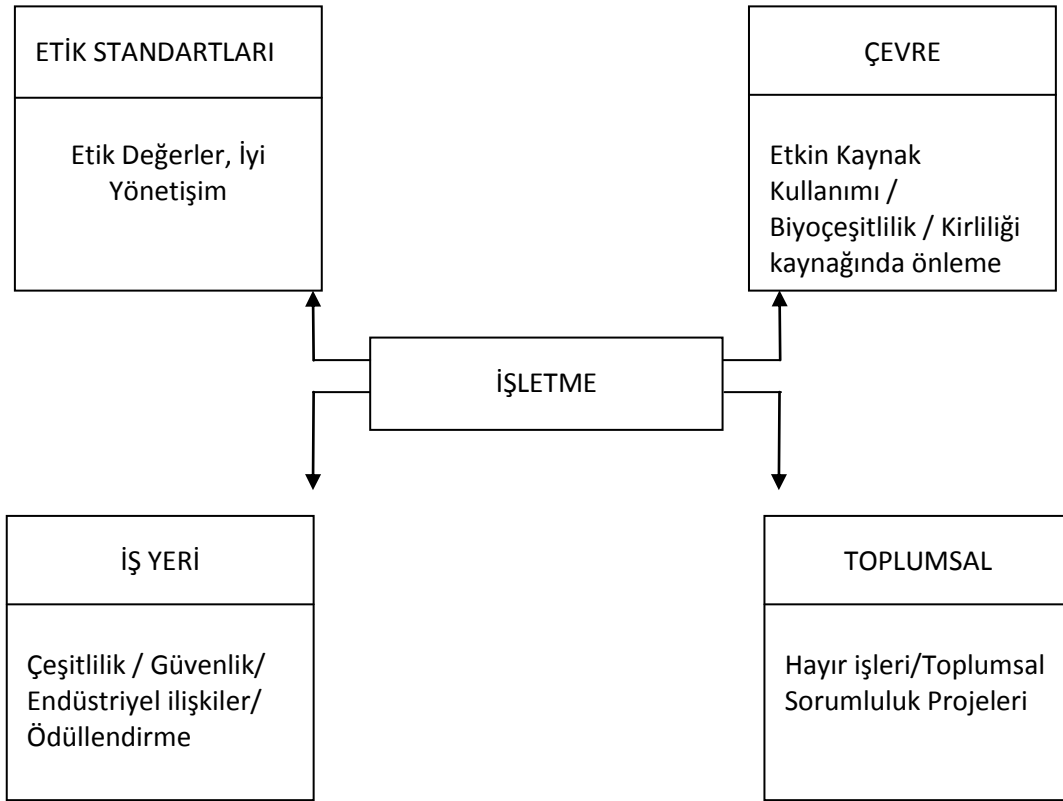 ETİK STANDARTLARI
Etik Değerler, İyi
Yönetişim
ÇEVRE
Etkin Kaynak
Kullanımı /
Biyoçeşitlilik / Kirliliği
kaynağında önleme
İŞLETME
İŞ YERİ
Çeşitlilik / Güvenlik/
Endüstriyel ilişkiler/
Ödüllendirme
TOPLUMSAL
Hayır işleri/Toplumsal
Sorumluluk Projeleri